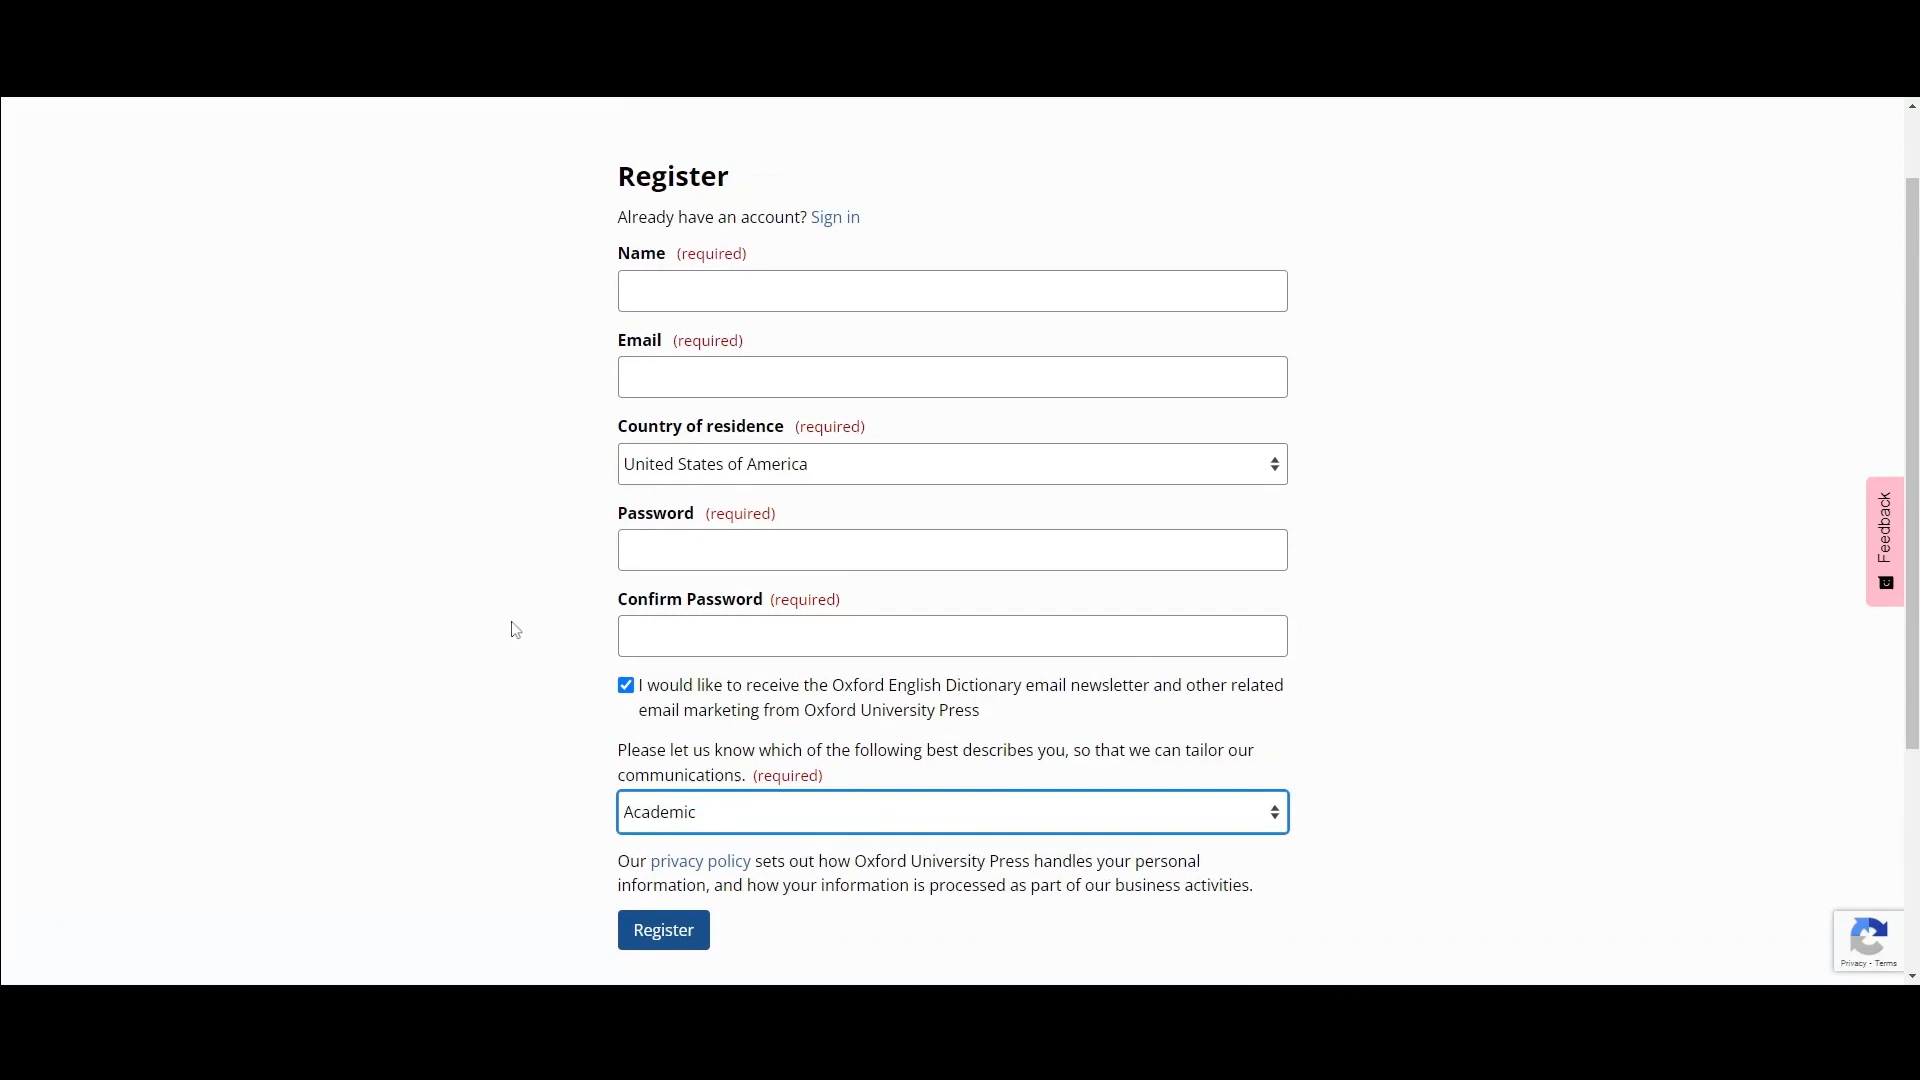 Register
Already have an account? Sign in
Name (required)
Email (required)
Country of residence (required)
United States of America
Password (required)
Confirm Password (required)
I would like to receive the Oxford English Dictionary email newsletter and other related
email marketing from Oxford University Press
Please let us know which of the following best describes you, so that we can tailor our
communications. (required)
Academic
Our privacy policy sets out how Oxford University Press handles your personal
information, and how your information is processed as part of our business activities.
Register
Feedback
Privacy - Terms